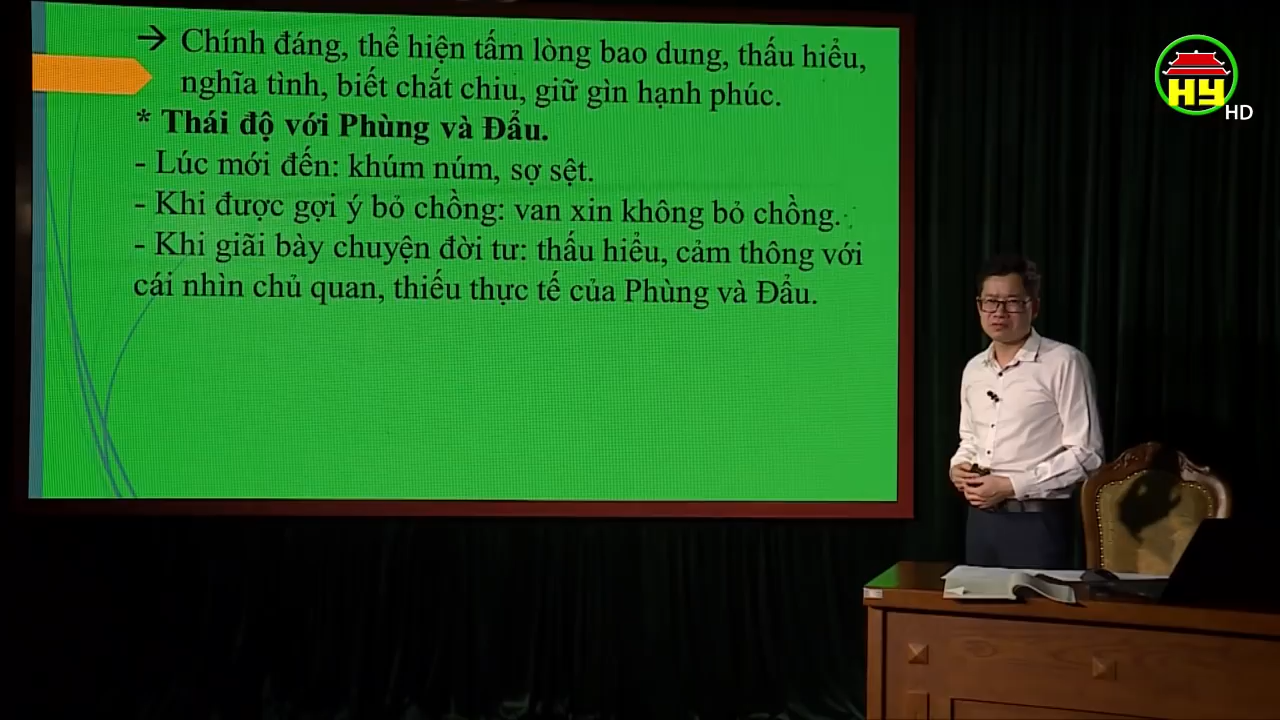 → Chính đáng, thể hiện tấm lòng bao dung, thấu hiểu,
nghĩa tình, biết chắt chiu, giữ gìn hạnh phúc.
* Thái độ với Phùng và Đẩu.
- Lúc mới đến: khúm núm, sợ sệt.
- Khi được gợi ý bỏ chồng: van xin không bỏ chồng.
- Khi giãi bày chuyện đời tư: thấu hiểu, cảm thông với
cái nhìn chủ quan, thiếu thực tế của Phùng và Đẩu.
HY
HD